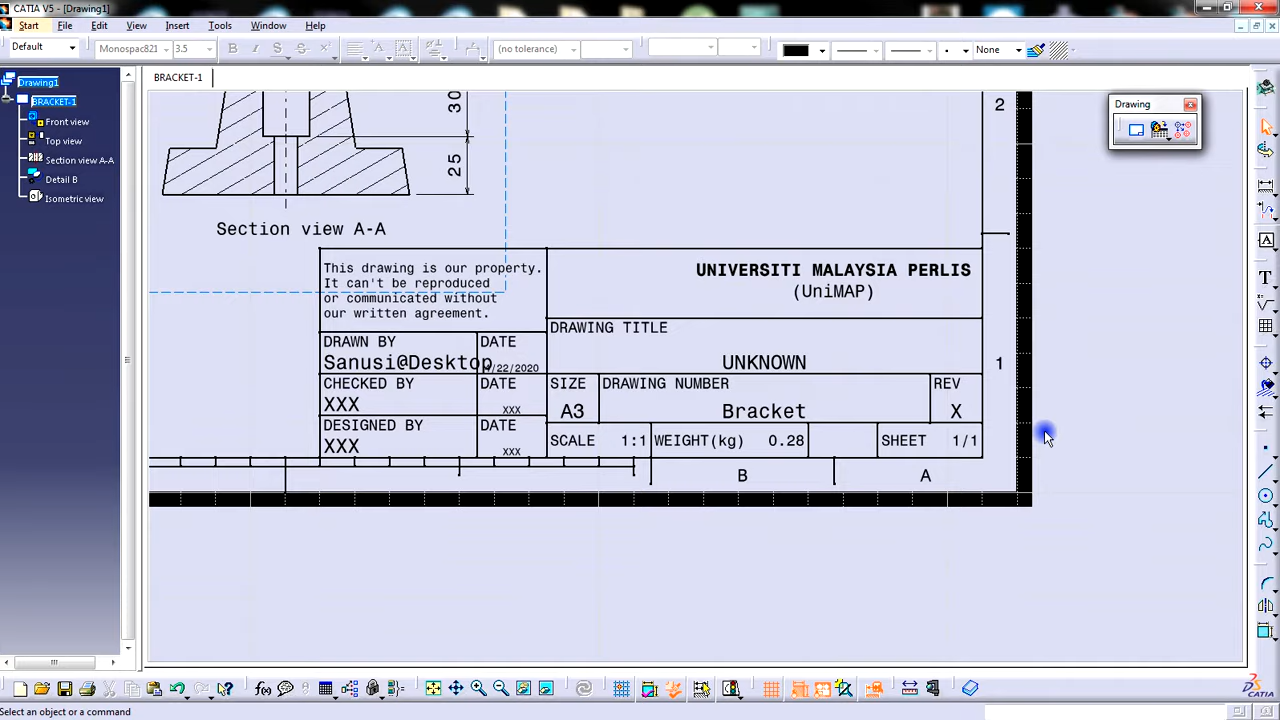 CATIA V5 - [Drawing1]
Start File Edit View Insert Tools Window Help
Default Monospac821 3.5 B I S (no tolerance) None
Drawing1
BRACKET-1
Front view
Top view
Section view A-A
Detail B
Isometric view
BRACKET-1
Drawing
2
30
25
Section view A-A
This drawing is our property.
It can't be reproduced
or communicated without
our written agreement.
UNIVERSITI MALAYSIA PERLIS
(UniMAP)
DRAWING TITLE
UNKNOWN
DRAWN BY DATE
Sanusi@Desktop /22/2020
CHECKED BY DATE
XXX XXX
DESIGNED BY DATE
XXX XXX
SIZE DRAWING NUMBER REV
A3 Bracket X
SCALE 1:1 WEIGHT(kg) 0.28 SHEET 1/1
1
B A
f(x)
CATIA
Select an object or a command